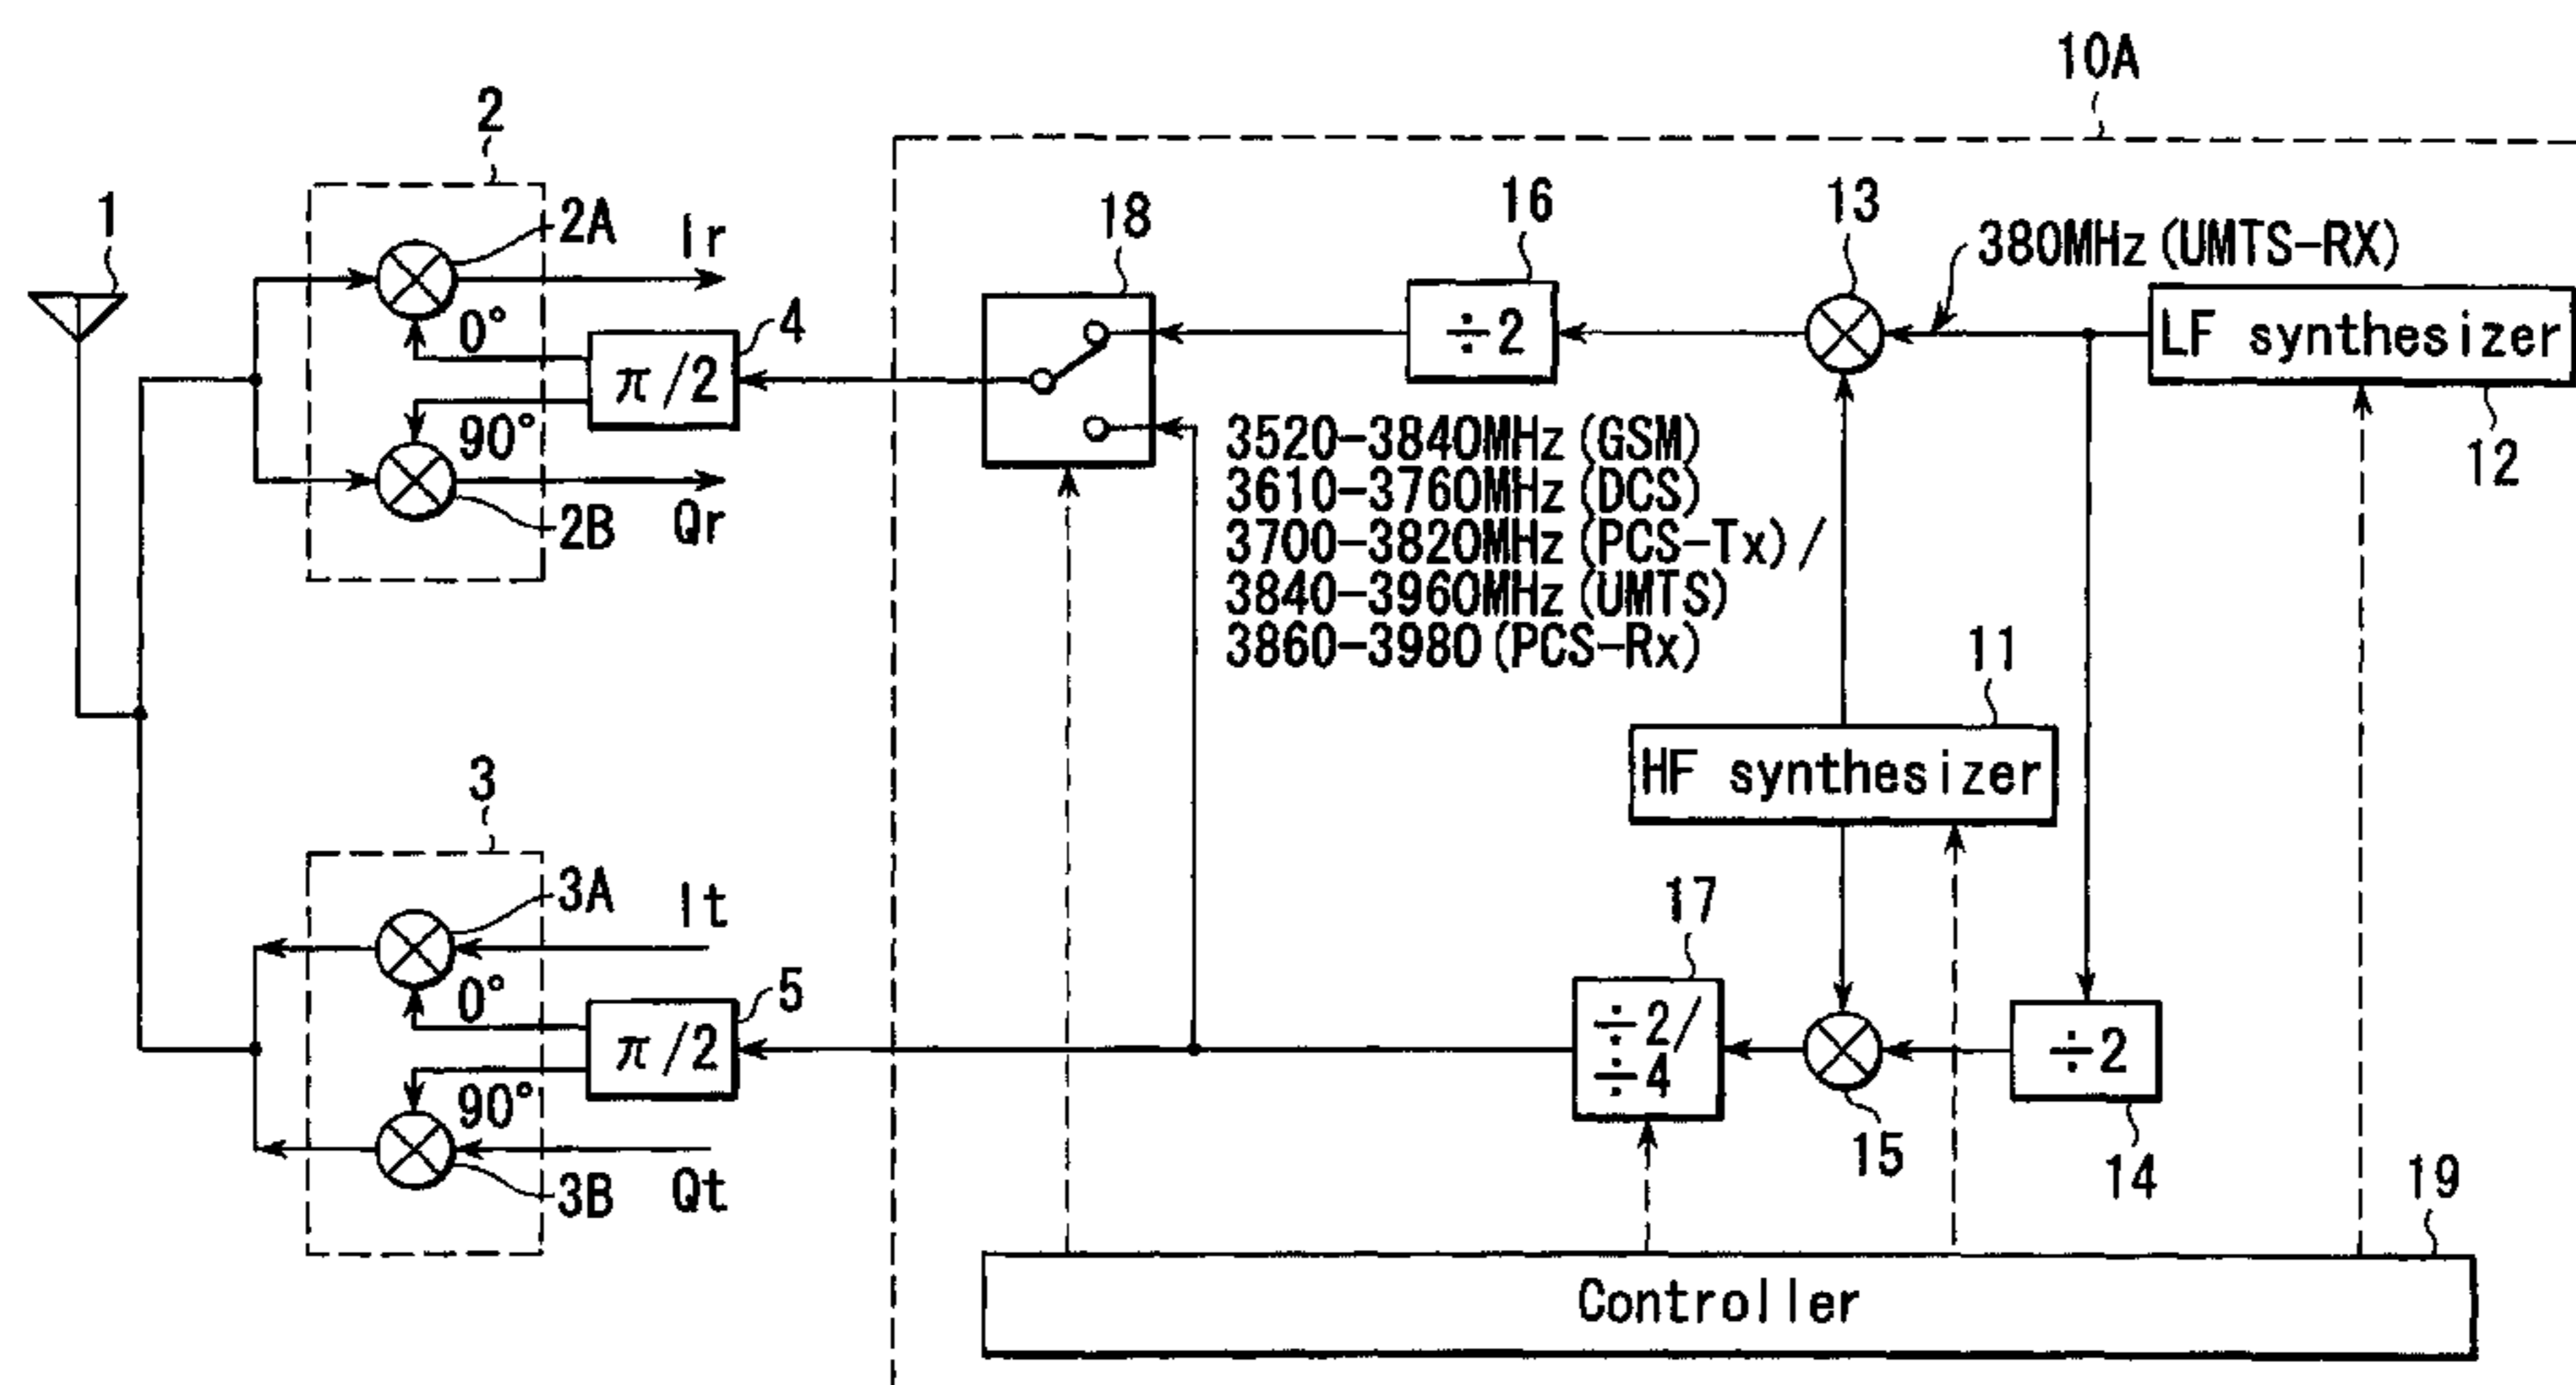 10A
2
1
2A
Ir
18
16
13
380MHz(UMTS-RX)
0°
4
π/2
÷2
LF synthesizer
90°
2B
Qr
12
3520-3840MHz(GSM)
3610-3760MHz(DCS)
3700-3820MHz(PCS-Tx)/
3840-3960MHz(UMTS)
3860-3980(PCS-Rx)
11
HF synthesizer
3
3A
It
17
0°
5
π/2
÷2/
÷4
÷2
90°
3B
Qt
15
14
19
Controller